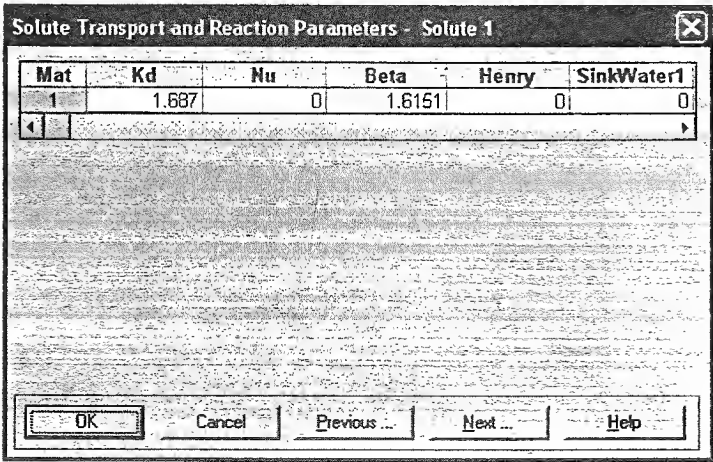 Solute Transport and Reaction Parameters - Solute 1
Mat Kd Nu Beta Henry SinkWater1
1 1.687 0 1.6151 0 0
OK Cancel Previous ... Next ... Help